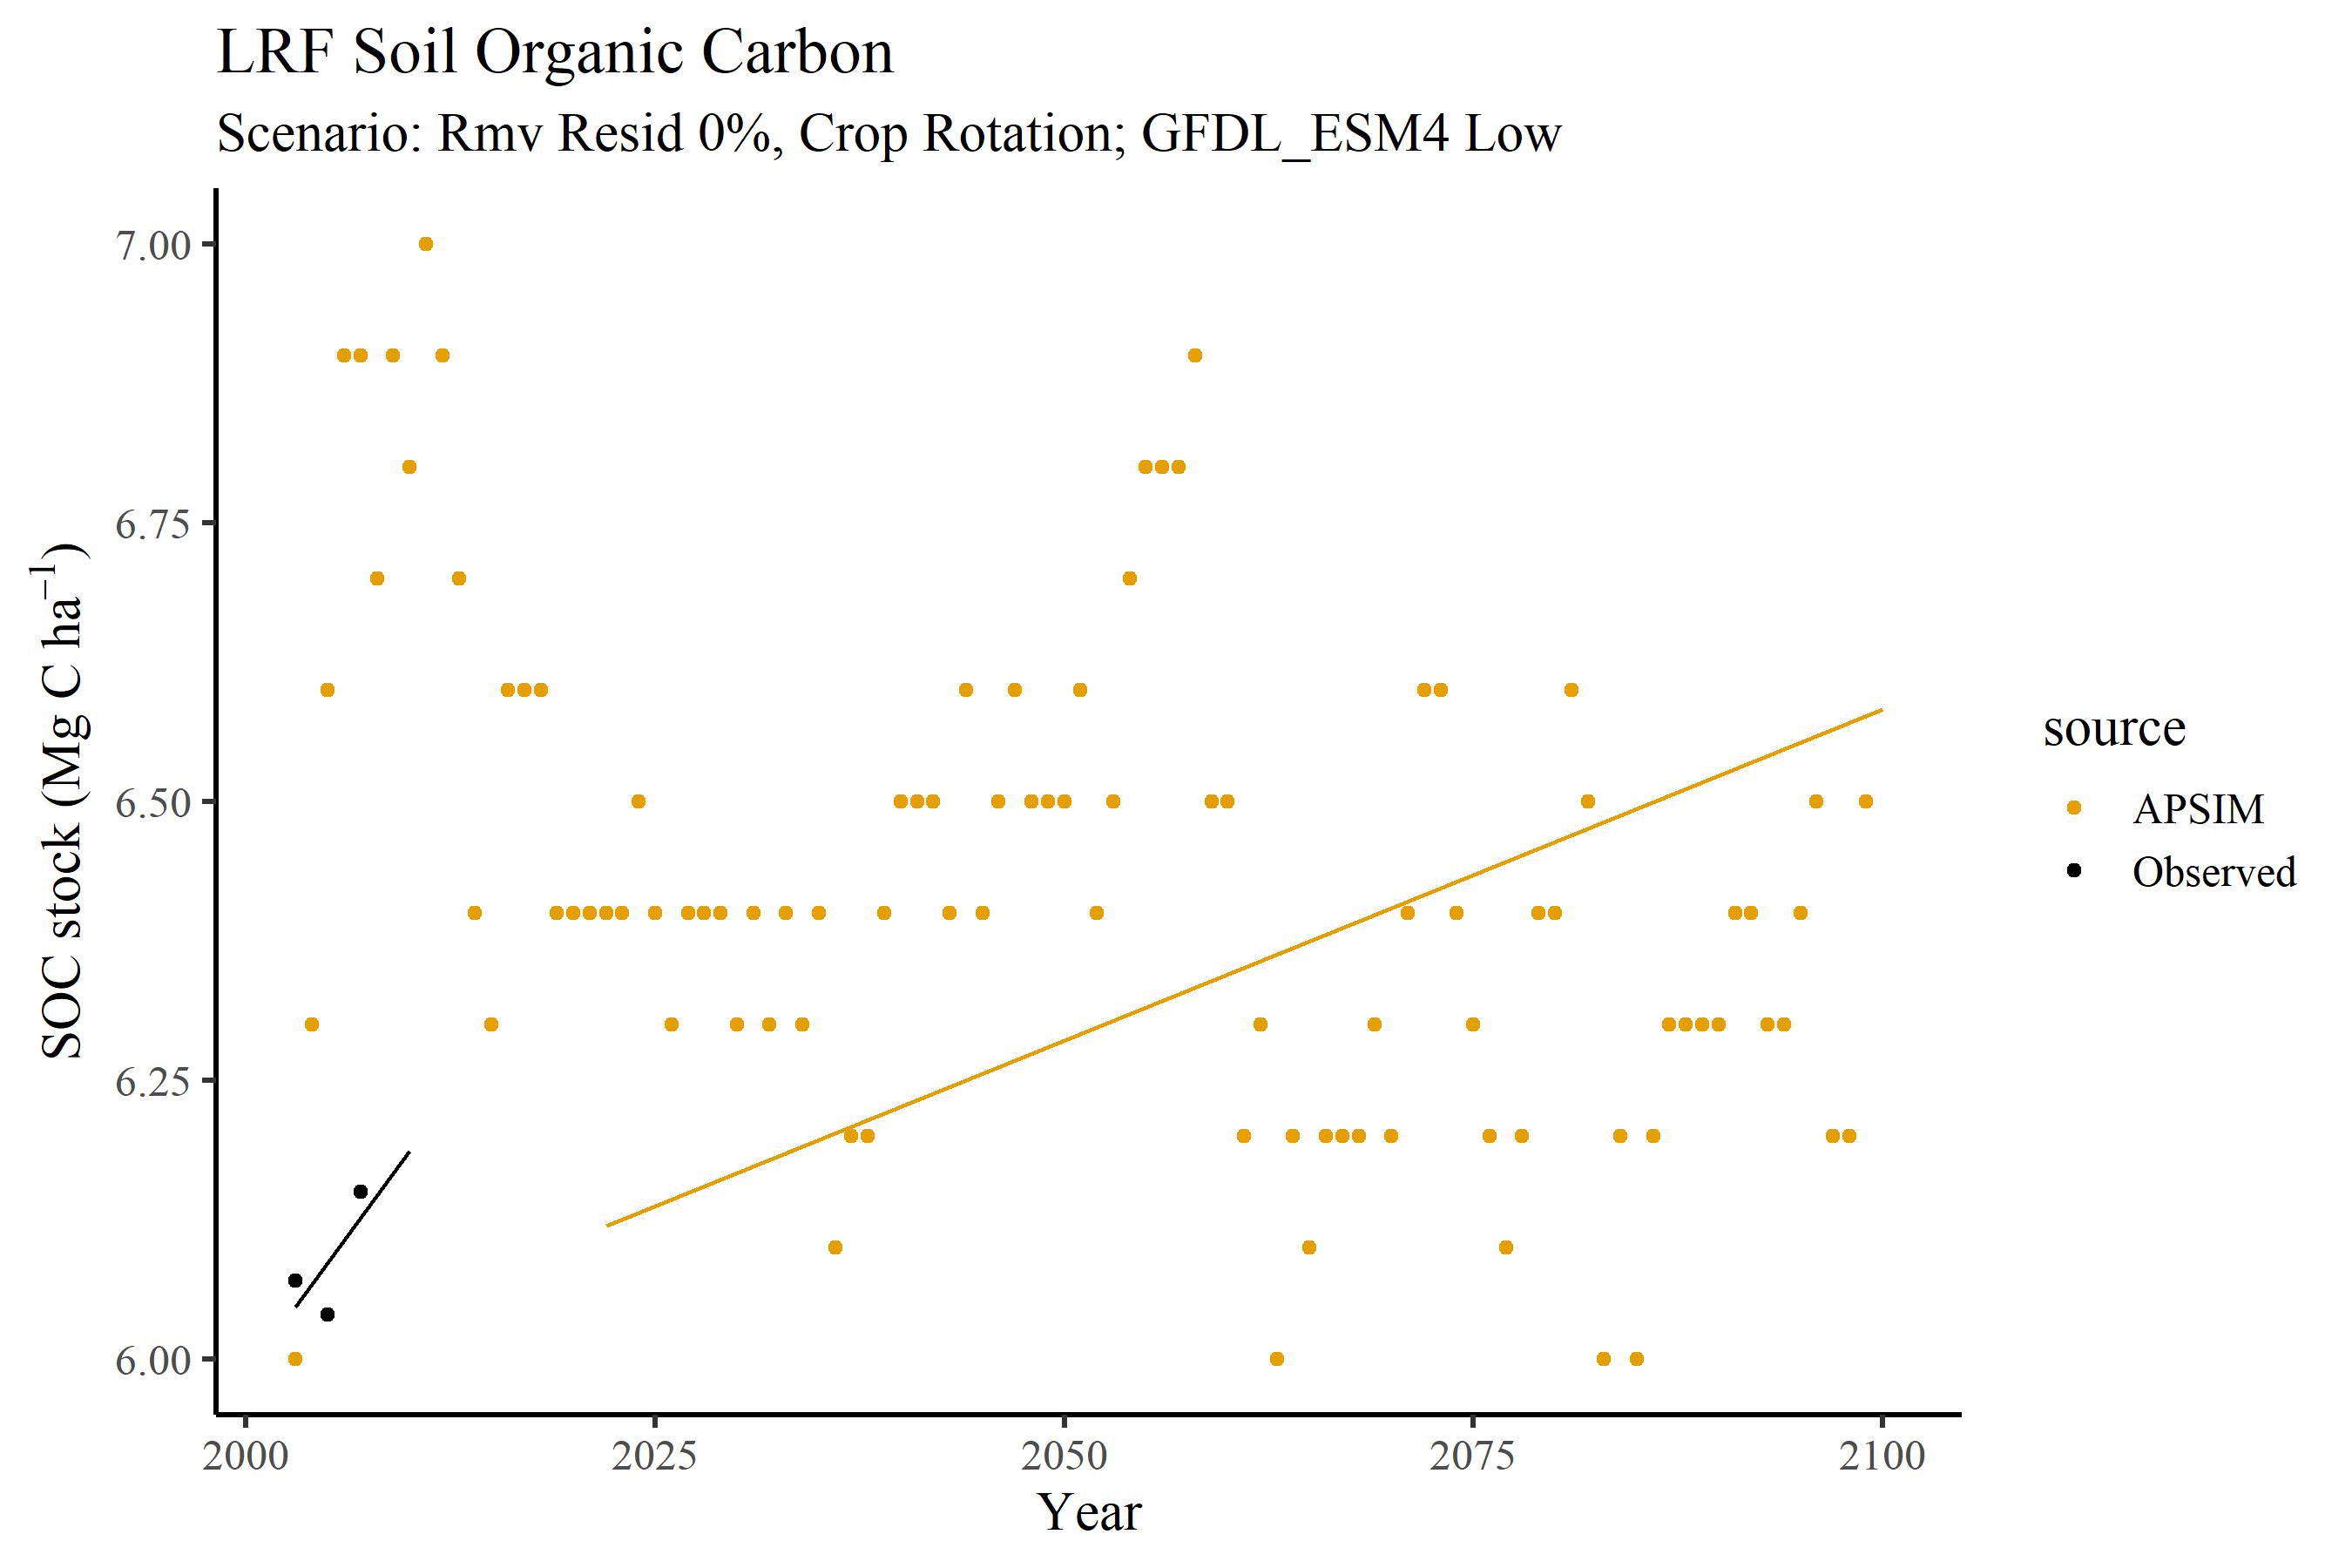 LRF Soil Organic Carbon
Scenario: Rmv Resid 0%, Crop Rotation; GFDL_ESM4 Low
SOC stock (Mg C ha⁻¹)
7.00
6.75
6.50
6.25
6.00
2000 2025 2050 2075 2100
Year
source
APSIM
Observed